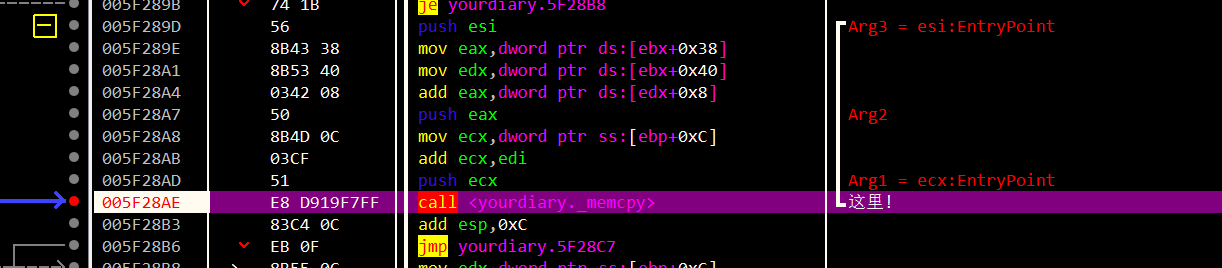 005F289B 74 1B je yourdiary.5F28B8
005F289D 56 push esi Arg3 = esi:EntryPoint
005F289E 8B43 38 mov eax,dword ptr ds:[ebx+0x38]
005F28A1 8B53 40 mov edx,dword ptr ds:[ebx+0x40]
005F28A4 0342 08 add eax,dword ptr ds:[edx+0x8]
005F28A7 50 push eax Arg2
005F28A8 8B4D 0C mov ecx,dword ptr ss:[ebp+0xC]
005F28AB 03CF add ecx,edi
005F28AD 51 push ecx Arg1 = ecx:EntryPoint
005F28AE E8 D919F7FF call <yourdiary._memcpy> 这里!
005F28B3 83C4 0C add esp,0xC
005F28B6 EB 0F jmp yourdiary.5F28C7
005F28B8 8B55 0C mov edx,dword ptr ss:[ebp+0xC]